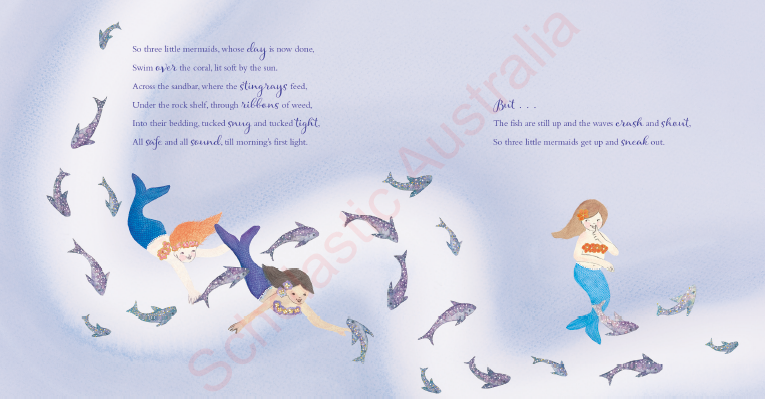 So three little mermaids, whose day is now done,
Swim over the coral, lit soft by the sun.
Across the sandbar, where the stingrays feed,
Under the rock shelf, through ribbons of weed,
Into their bedding, tucked snug and tucked tight,
All safe and all sound, till morning's first light.
But . . .
The fish are still up and the waves crash and shout,
So three little mermaids get up and sneak out.
Scholastic Australia